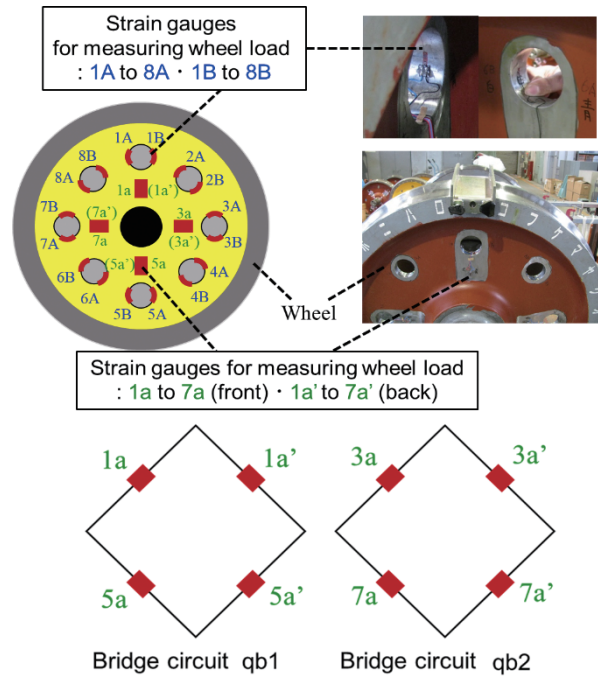 Strain gauges
for measuring wheel load
: 1A to 8A · 1B to 8B
1A 1B
8B 2A
8A 2B
1a (1a’)
7B (7a’) 3a 3A
7A 7a (3a’) 3B
(5a’) 5a
6B 4A
6A 4B
5B 5A
Wheel
Strain gauges for measuring wheel load
: 1a to 7a (front) · 1a’ to 7a’ (back)
1a 1a’ 3a 3a’
5a 5a’ 7a 7a’
Bridge circuit qb1 Bridge circuit qb2